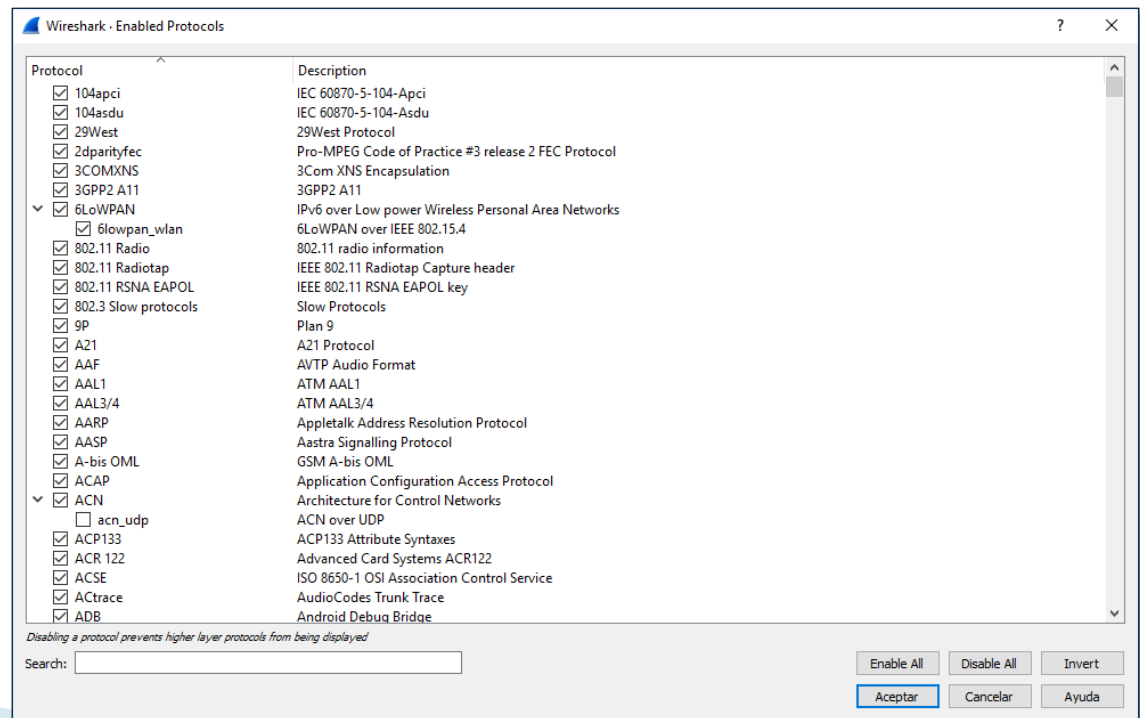 Wireshark · Enabled Protocols ? ×
Protocol Description
104apci IEC 60870-5-104-Apci
104asdu IEC 60870-5-104-Asdu
29West 29West Protocol
2dparityfec Pro-MPEG Code of Practice #3 release 2 FEC Protocol
3COMXNS 3Com XNS Encapsulation
3GPP2 A11 3GPP2 A11
6LoWPAN IPv6 over Low power Wireless Personal Area Networks
6lowpan_wlan 6LoWPAN over IEEE 802.15.4
802.11 Radio 802.11 radio information
802.11 Radiotap IEEE 802.11 Radiotap Capture header
802.11 RSNA EAPOL IEEE 802.11 RSNA EAPOL key
802.3 Slow protocols Slow Protocols
9P Plan 9
A21 A21 Protocol
AAF AVTP Audio Format
AAL1 ATM AAL1
AAL3/4 ATM AAL3/4
AARP Appletalk Address Resolution Protocol
AASP Aastra Signalling Protocol
A-bis OML GSM A-bis OML
ACAP Application Configuration Access Protocol
ACN Architecture for Control Networks
acn_udp ACN over UDP
ACP133 ACP133 Attribute Syntaxes
ACR 122 Advanced Card Systems ACR122
ACSE ISO 8650-1 OSI Association Control Service
ACtrace AudioCodes Trunk Trace
ADB Android Debug Bridge
Disabling a protocol prevents higher layer protocols from being displayed
Search: Enable All Disable All Invert
Aceptar Cancelar Ayuda